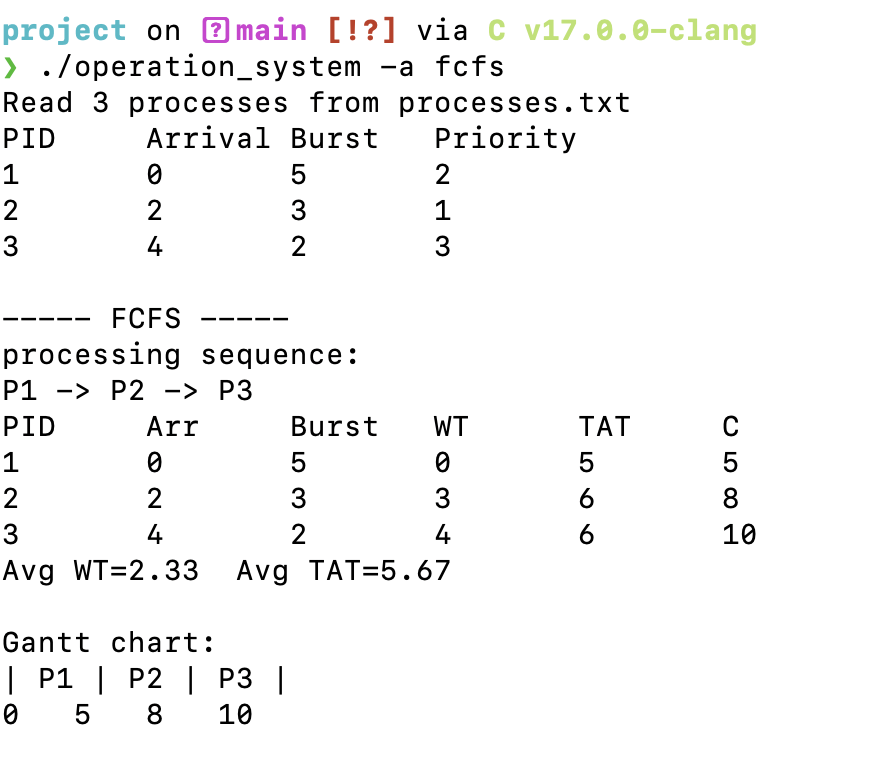 project on main [!?] via C v17.0.0-clang
❯ ./operation_system -a fcfs
Read 3 processes from processes.txt
PID     Arrival Burst   Priority
1       0       5       2
2       2       3       1
3       4       2       3

----- FCFS -----
processing sequence:
P1 -> P2 -> P3
PID     Arr     Burst   WT      TAT     C
1       0       5       0       5       5
2       2       3       3       6       8
3       4       2       4       6       10
Avg WT=2.33  Avg TAT=5.67

Gantt chart:
| P1 | P2 | P3 |
0   5   8   10